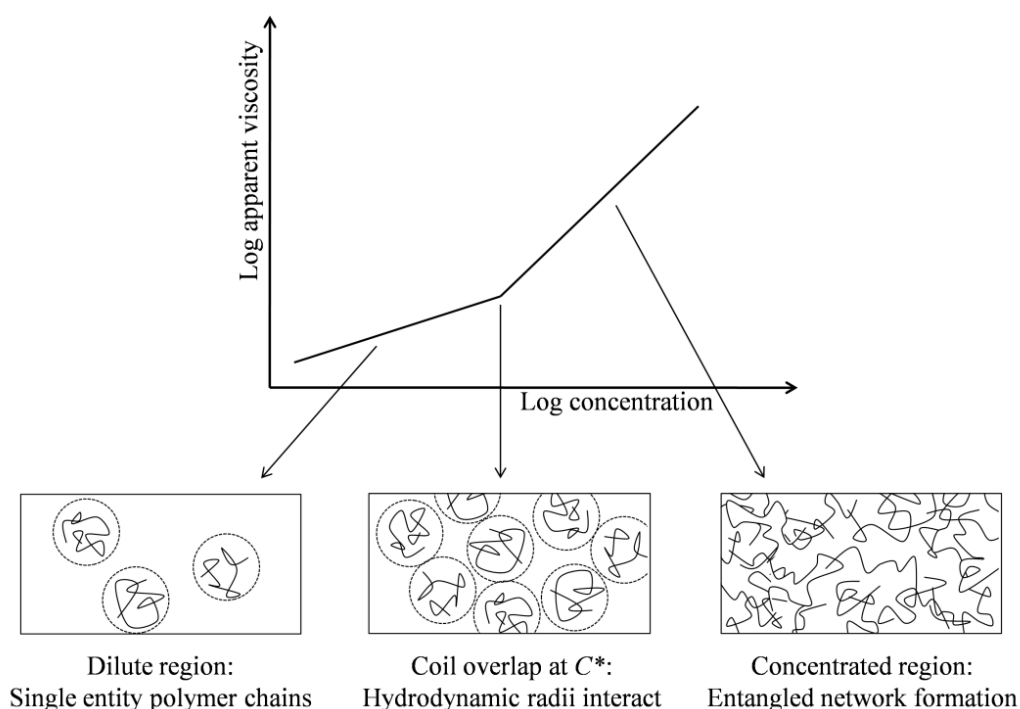 Log apparent viscosity
Log concentration
Dilute region:
Single entity polymer chains
Coil overlap at C*:
Hydrodynamic radii interact
Concentrated region:
Entangled network formation